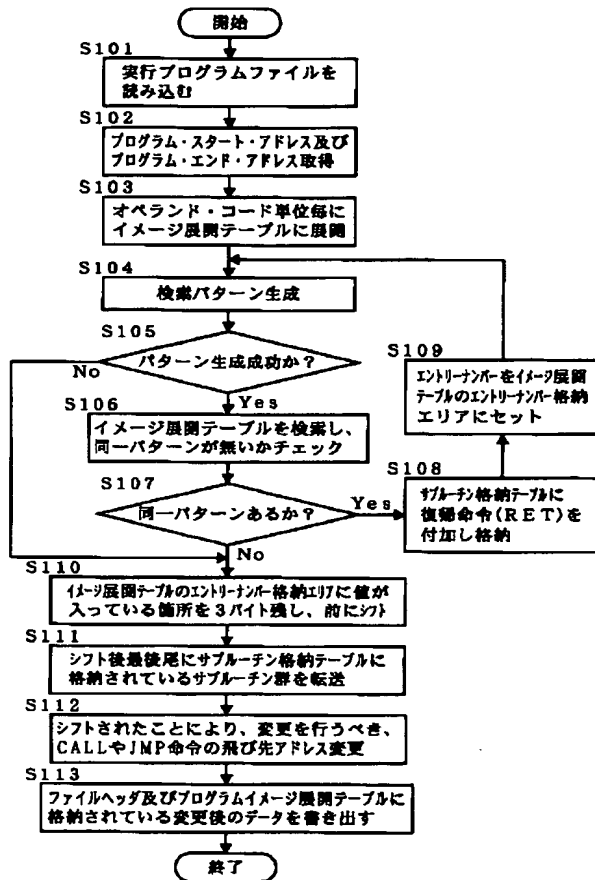 開始
S101
実行プログラムファイルを
読み込む
S102
プログラム・スタート・アドレス及び
プログラム・エンド・アドレス取得
S103
オペランド・コード単位毎に
イメージ展開テーブルに展開
S104
検索パターン生成
S105
パターン生成成功か?
No
Yes
S106
イメージ展開テーブルを検索し、
同一パターンが無いかチェック
S107
同一パターンあるか?
Yes
No
S108
サブルーチン格納テーブルに
復帰命令(RET)を
付加し格納
S109
エントリーナンバーをイメージ展開
テーブルのエントリーナンバー格納
エリアにセット
S110
イメージ展開テーブルのエントリーナンバー格納エリアに値が
入っている箇所を3バイト残し、前にシフト
S111
シフト後最後尾にサブルーチン格納テーブルに
格納されているサブルーチン群を転送
S112
シフトされたことにより、変更を行うべき、
CALLやJMP命令の飛び先アドレス変更
S113
ファイルヘッダ及びプログラムイメージ展開テーブルに
格納されている変更後のデータを書き出す
終了